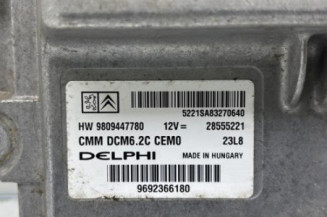 5221SA83270640
HW 9809447780 12V= 28555221
CMM DCM6.2C CEM0 23L8
DELPHI MADE IN HUNGARY
9692366180